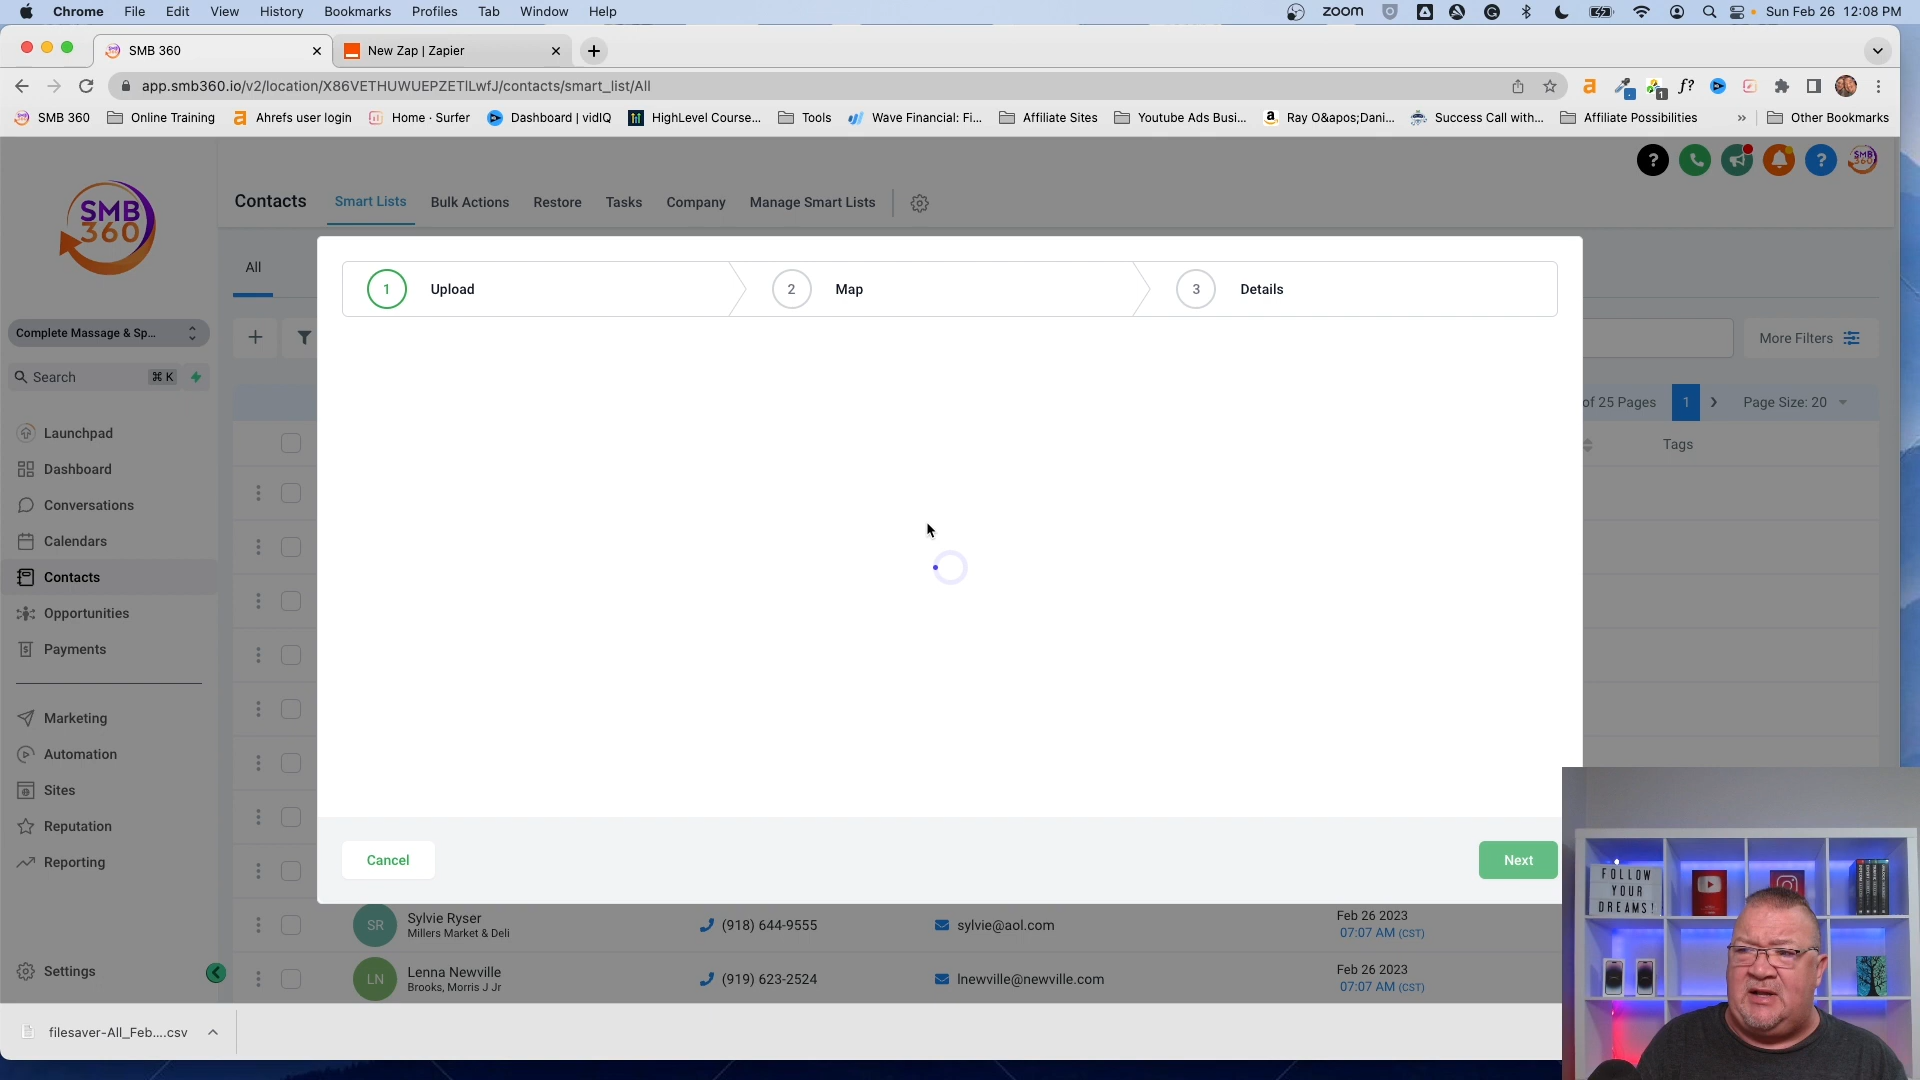 Chrome File Edit View History Bookmarks Profiles Tab Window Help
zoom
Sun Feb 26 12:08 PM
SMB 360
New Zap | Zapier
app.smb360.io/v2/location/X86VETHUWUEPZETlLwfJ/contacts/smart_list/All
f?
1
SMB 360
Online Training
Ahrefs user login
Home · Surfer
Dashboard | vidIQ
HighLevel Course...
Tools
Wave Financial: Fi...
Affiliate Sites
Youtube Ads Busi...
Ray O&apos;Dani...
Success Call with...
Affiliate Possibilities
»
Other Bookmarks
SMB
360
Contacts
Smart Lists
Bulk Actions
Restore
Tasks
Company
Manage Smart Lists
?
?
SMB
360
All
1 Upload
2 Map
3 Details
Complete Massage & Sp...
Search ⌘ K
More Filters
of 25 Pages 1 Page Size: 20
Tags
Launchpad
Dashboard
Conversations
Calendars
Contacts
Opportunities
Payments
Marketing
Automation
Sites
Reputation
Reporting
Settings
Cancel
Next
SR
Sylvie Ryser
Millers Market & Deli
(918) 644-9555
sylvie@aol.com
Feb 26 2023
07:07 AM (CST)
LN
Lenna Newville
Brooks, Morris J Jr
(919) 623-2524
lnewville@newville.com
Feb 26 2023
07:07 AM (CST)
filesaver-All_Feb....csv
FOLLOW
YOUR
DREAMS!